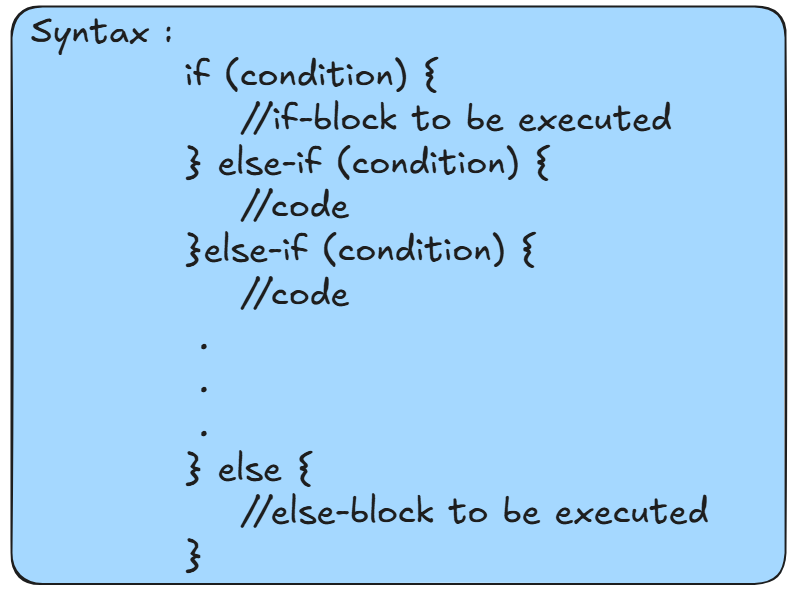 Syntax :
if (condition) {
//if-block to be executed
} else-if (condition) {
//code
}else-if (condition) {
//code
.
.
.
} else {
//else-block to be executed
}